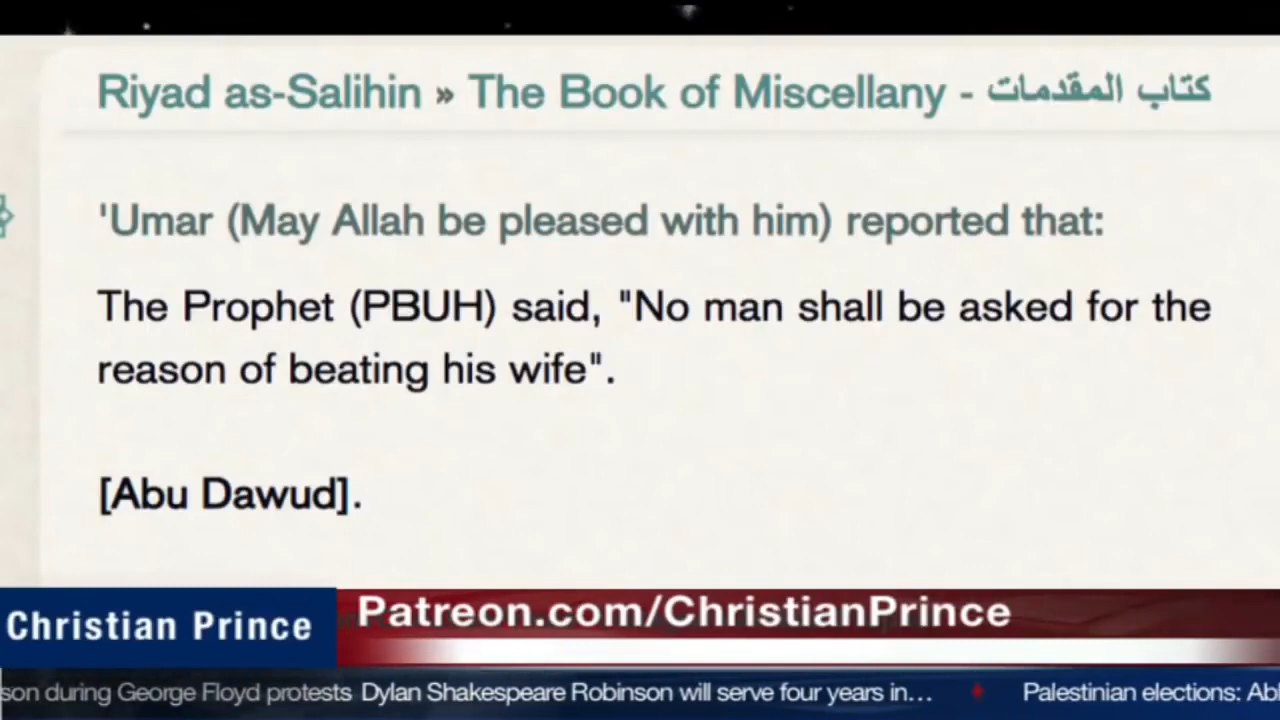 Riyad as-Salihin » The Book of Miscellany - كتاب المقدمات
'Umar (May Allah be pleased with him) reported that:
The Prophet (PBUH) said, "No man shall be asked for the
reason of beating his wife".
[Abu Dawud].
Christian Prince
Patreon.com/ChristianPrince
son during George Floyd protests Dylan Shakespeare Robinson will serve four years in… Palestinian elections: Ab